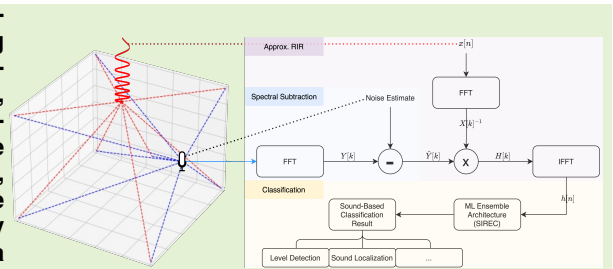 Approx. RIR
x[n]
FFT
Spectral Subtraction
Noise Estimate
X[k]⁻¹
FFT
Y[k]
-
Ŷ[k]
X
H[k]
IFFT
Classification
h[n]
Sound-Based
Classification
Result
ML Ensemble
Architecture
(SIREC)
Level Detection
Sound Localization
...